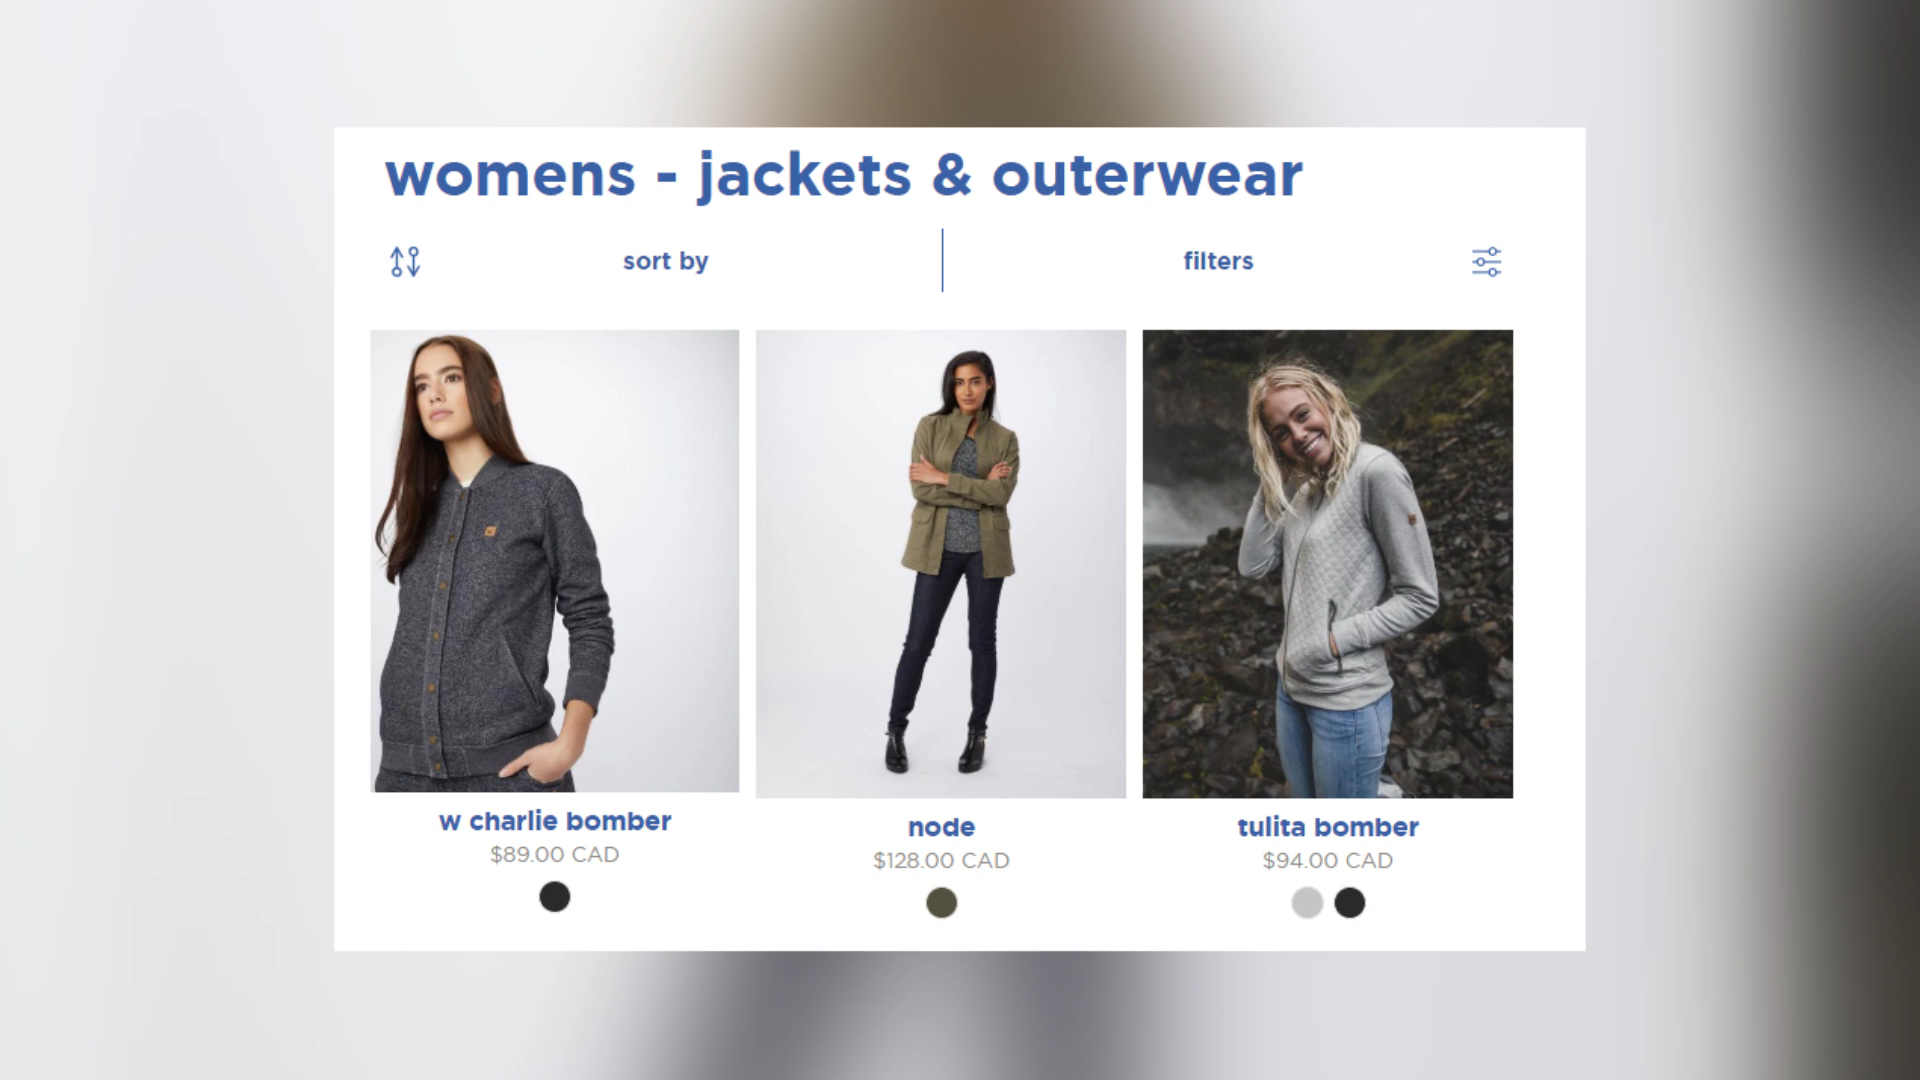 womens - jackets & outerwear
sort by
filters
w charlie bomber
$89.00 CAD
node
$128.00 CAD
tulita bomber
$94.00 CAD